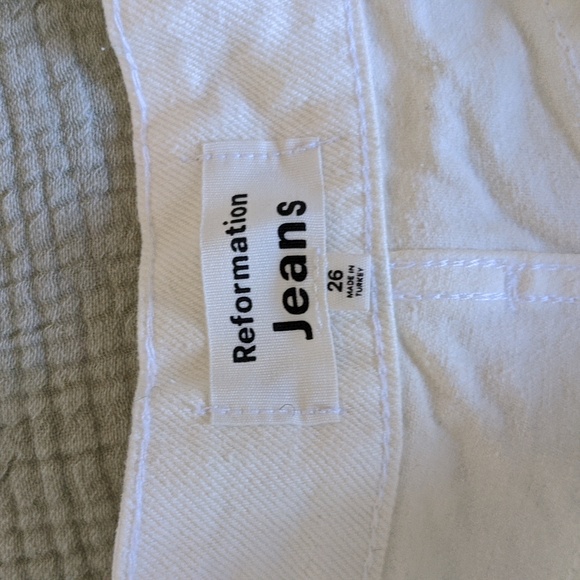 Reformation
Jeans
26
MADE IN
TURKEY